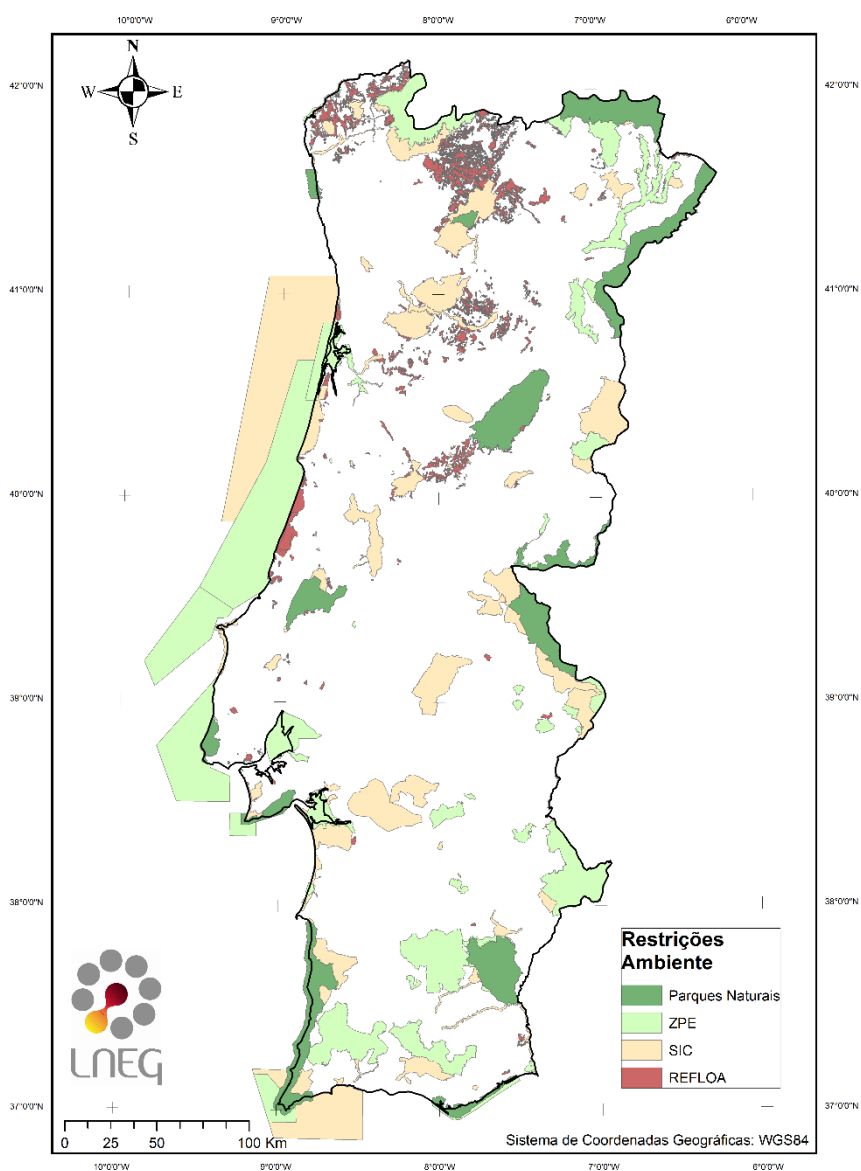 10°0'0"W 9°0'0"W 8°0'0"W 7°0'0"W 6°0'0"W
N
42°0'0"N 42°0'0"N
W E
S
41°0'0"N 41°0'0"N
40°0'0"N 40°0'0"N
39°0'0"N 39°0'0"N
38°0'0"N 38°0'0"N
Restrições
Ambiente
Parques Naturais
ZPE
SIC
REFLOA
LNEG
37°0'0"N 37°0'0"N
0 25 50 100 Km
Sistema de Coordenadas Geográficas: WGS84
10°0'0"W 9°0'0"W 8°0'0"W 7°0'0"W 6°0'0"W